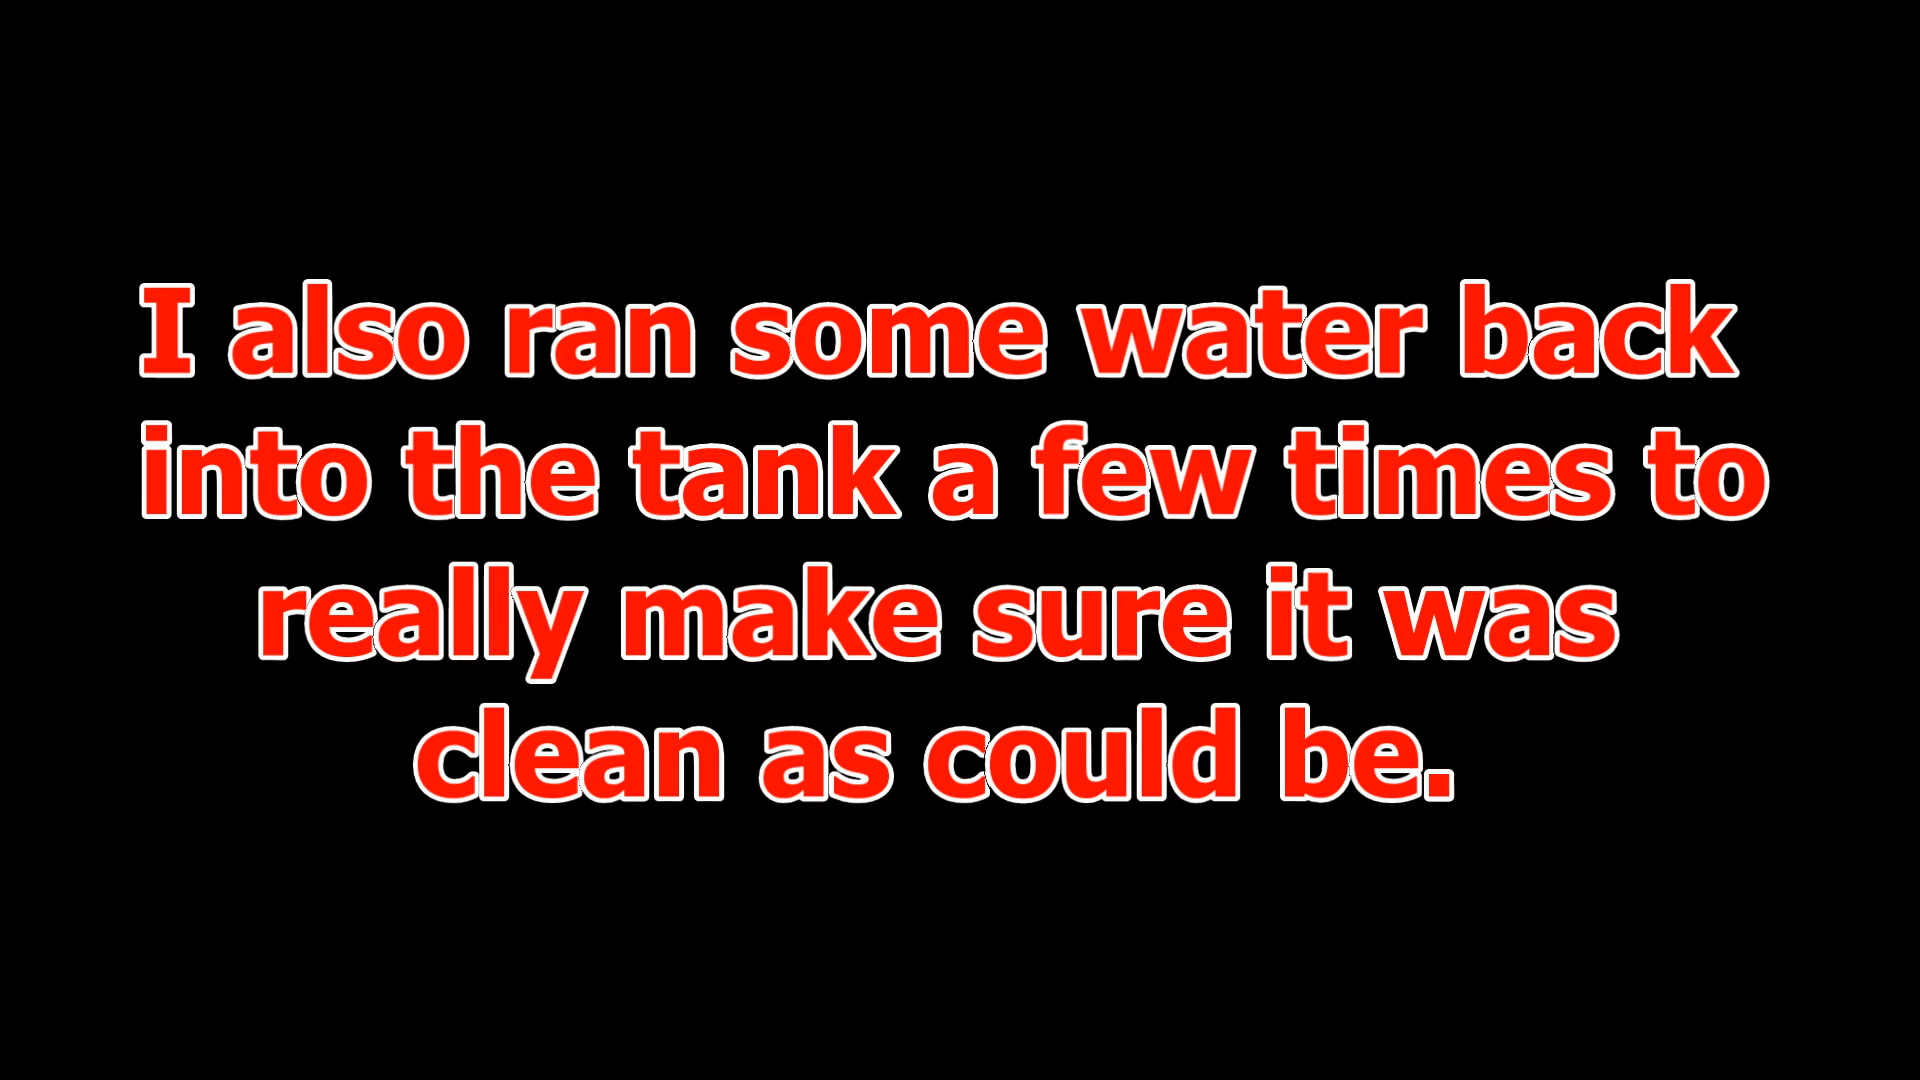 I also ran some water back
into the tank a few times to
really make sure it was
clean as could be.